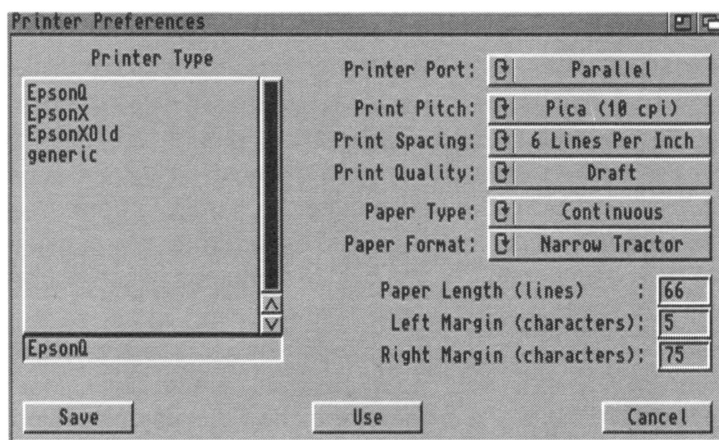 Printer Preferences
Printer Type
EpsonQ
EpsonX
EpsonXOld
generic
EpsonQ
Printer Port: Parallel
Print Pitch: Pica (10 cpi)
Print Spacing: 6 Lines Per Inch
Print Quality: Draft
Paper Type: Continuous
Paper Format: Narrow Tractor
Paper Length (lines) : 66
Left Margin (characters): 5
Right Margin (characters): 75
Save Use Cancel